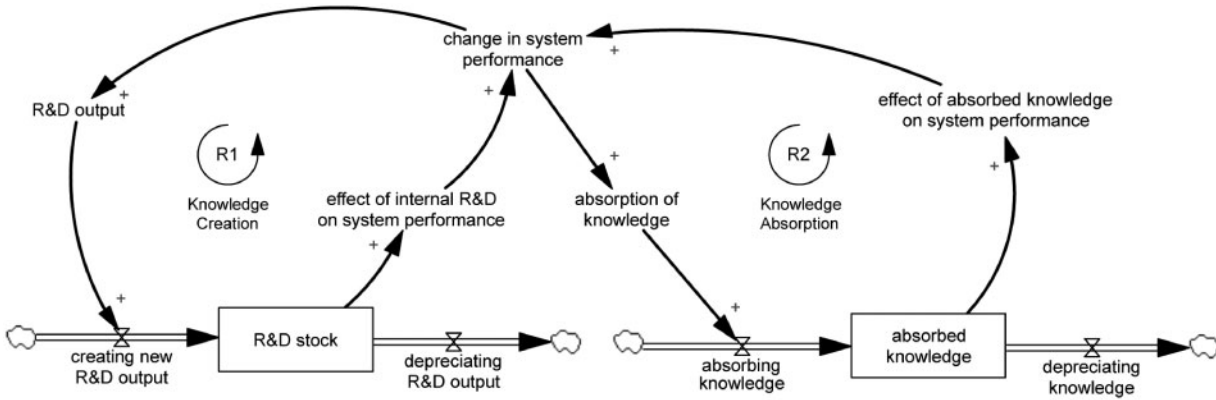 change in system
performance
+
+
R&D output
+
+
effect of absorbed knowledge
on system performance
R1
Knowledge
Creation
+
R2
Knowledge
Absorption
+
effect of internal R&D
on system performance
absorption of
knowledge
+
+
+
R&D stock
absorbed
knowledge
creating new
R&D output
depreciating
R&D output
absorbing
knowledge
depreciating
knowledge